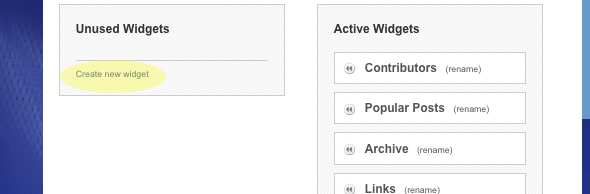 Unused Widgets
Create new widget
Active Widgets
Contributors (rename)
Popular Posts (rename)
Archive (rename)
Links (rename)